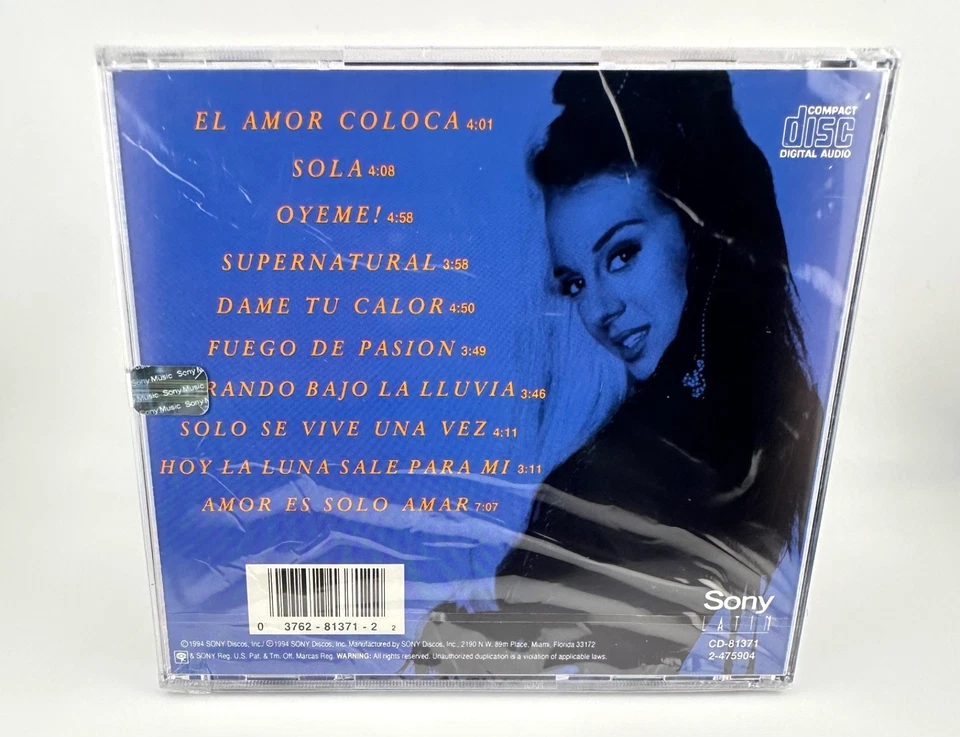 EL AMOR COLOCA 4:01
COMPACT
disc
DIGITAL AUDIO
SOLA 4:08
OYEME! 4:58
SUPERNATURAL 3:58
DAME TU CALOR 4:50
FUEGO DE PASION 3:49
Sony Music Sony M
Sony Music
Sony Music Sony
RANDO BAJO LA LLUVIA 3:46
SOLO SE VIVE UNA VEZ 4:11
HOY LA LUNA SALE PARA MI 3:11
AMOR ES SOLO AMAR 7:07
0 3762-81371-2 2
Sony
LATIN
CD-81371
2-475904
©1994 SONY Discos, Inc./ ℗1994 SONY Discos, Inc. Manufactured by SONY Discos, Inc., 2190 N.W. 89th Place, Miami, Florida 33172
& SONY Reg. U.S. Pat. & Tm. Off. Marcas Reg. WARNING: All rights reserved. Unauthorized duplication is a violation of applicable laws.